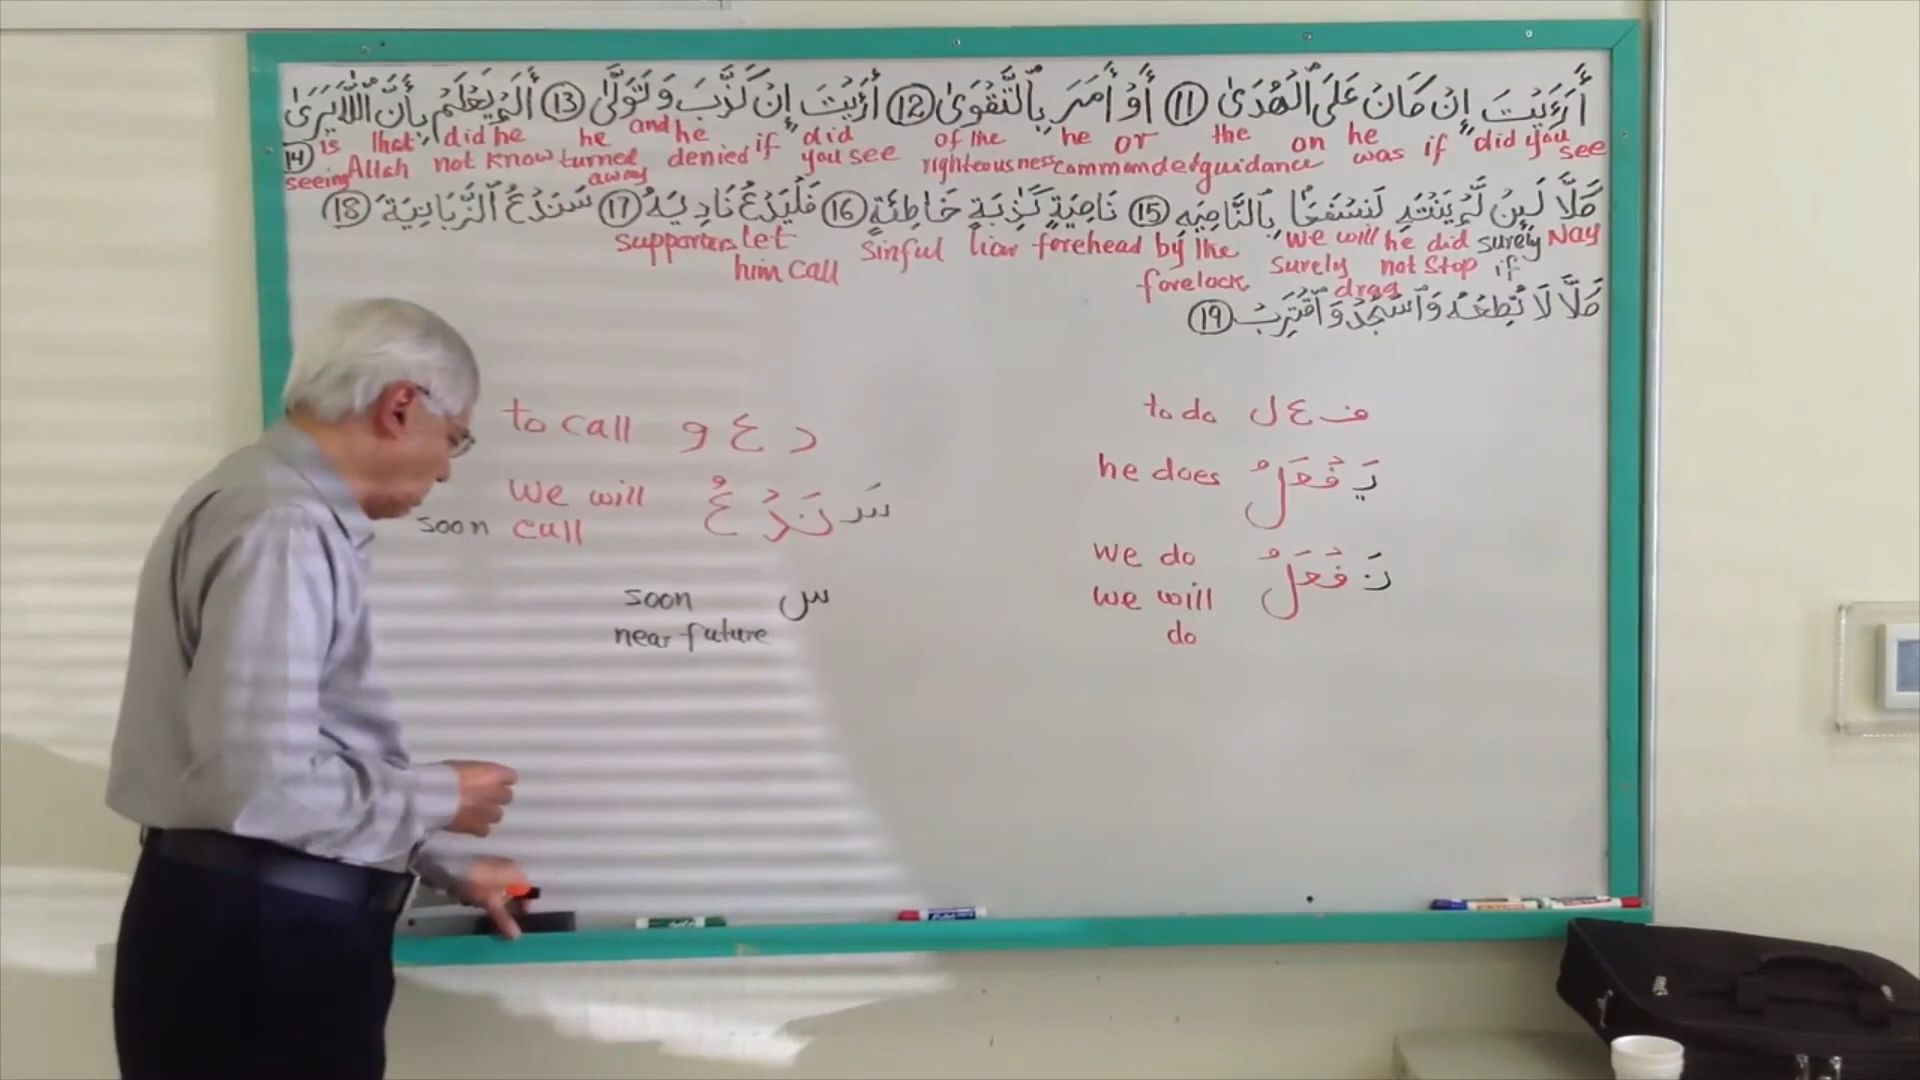 أَرَءَيْتَ إِنْ كَانَ عَلَى ٱلْهُدَىٰ ⑪ أَوْ أَمَرَ بِٱلتَّقْوَىٰ ⑫ أَرَيْتَ إِنْ كَذَّبَ وَ تَوَلَّىٰ ⑬ أَلَمْ يَعْلَمْ بِأَنَّ ٱللَّٰهَ يَرَىٰ
is that did he he and he did of the he or the on he did you
⑭ seeing Allah not know turned away denied if you see righteousness commanded guidance was if see
كَلَّا لَئِنْ لَّمْ يَنْتَهِ لَنَسْفَعًا بِٱلنَّاصِيَةِ ⑮ نَاصِيَةٍ كَٰذِبَةٍ خَاطِئَةٍ ⑯ فَلْيَدْعُ نَادِيَهُ ⑰ سَنَدْعُ ٱلزَّبَانِيَةَ ⑱
supporters let sinful liar forehead by the we will he did surely Nay
him call forelock surely not stop if
drag
كَلَّا لَا تُطِعْهُ وَٱسْجُدْ وَٱقْتَرِبْ ⑲
to call د ع و
we will سَنَدْعُ
soon call
soon س
near future
to do ف ع ل
he does يَفْعَلُ
we do نَفْعَلُ
we will
do